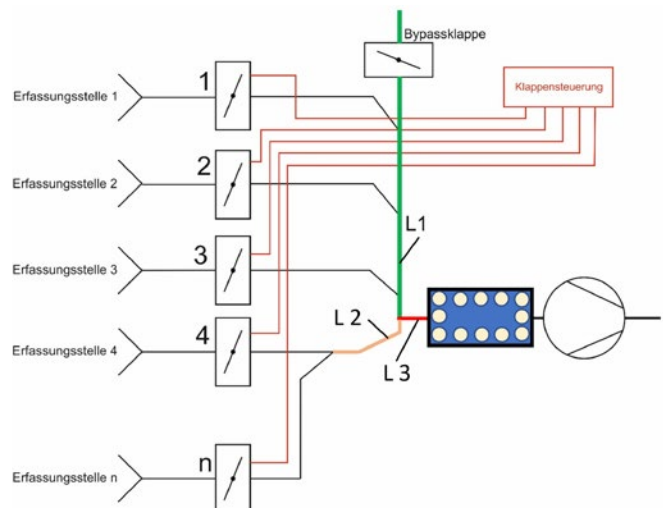 Bypassklappe
Klappensteuerung
Erfassungsstelle 1
1
Erfassungsstelle 2
2
L1
Erfassungsstelle 3
3
L 2
Erfassungsstelle 4
4
L 3
Erfassungsstelle n
n